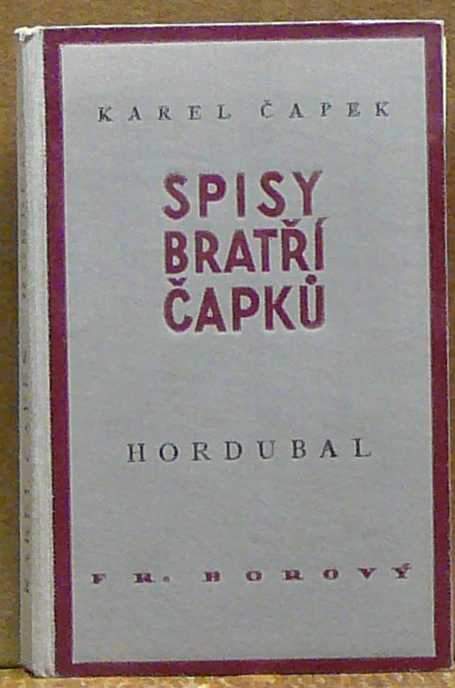 KAREL ČAPEK
SPISY
BRATŘÍ
ČAPKŮ
HORDUBAL
FR. BOROVÝ